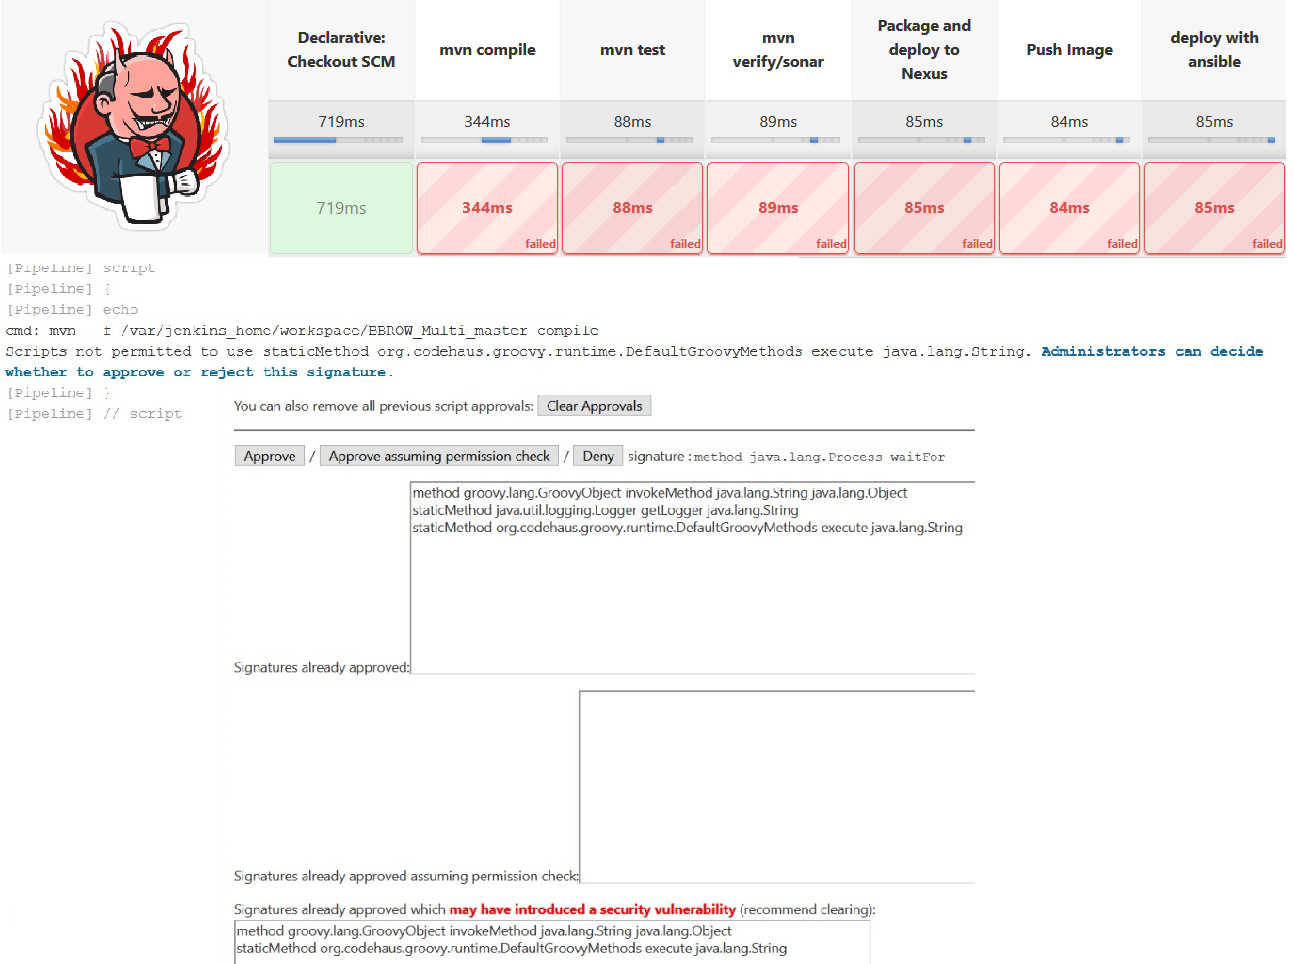 Declarative: Checkout SCM
mvn compile
mvn test
mvn verify/sonar
Package and deploy to Nexus
Push Image
deploy with ansible
719ms 344ms 88ms 89ms 85ms 84ms 85ms
719ms 344ms 88ms 89ms 85ms 84ms 85ms
failed failed failed failed failed failed
[Pipeline] script
[Pipeline] {
[Pipeline] echo
cmd: mvn   f /var/jenkins_home/workspace/BBROW_Multi_master compile
Scripts not permitted to use staticMethod org.codehaus.groovy.runtime.DefaultGroovyMethods execute java.lang.String. Administrators can decide
whether to approve or reject this signature.
[Pipeline] }
[Pipeline] // script
You can also remove all previous script approvals: Clear Approvals
Approve / Approve assuming permission check / Deny signature : method java.lang.Process waitFor
method groovy.lang.GroovyObject invokeMethod java.lang.String java.lang.Object
staticMethod java.util.logging.Logger getLogger java.lang.String
staticMethod org.codehaus.groovy.runtime.DefaultGroovyMethods execute java.lang.String
Signatures already approved:
Signatures already approved assuming permission check:
Signatures already approved which may have introduced a security vulnerability (recommend clearing):
method groovy.lang.GroovyObject invokeMethod java.lang.String java.lang.Object
staticMethod org.codehaus.groovy.runtime.DefaultGroovyMethods execute java.lang.String